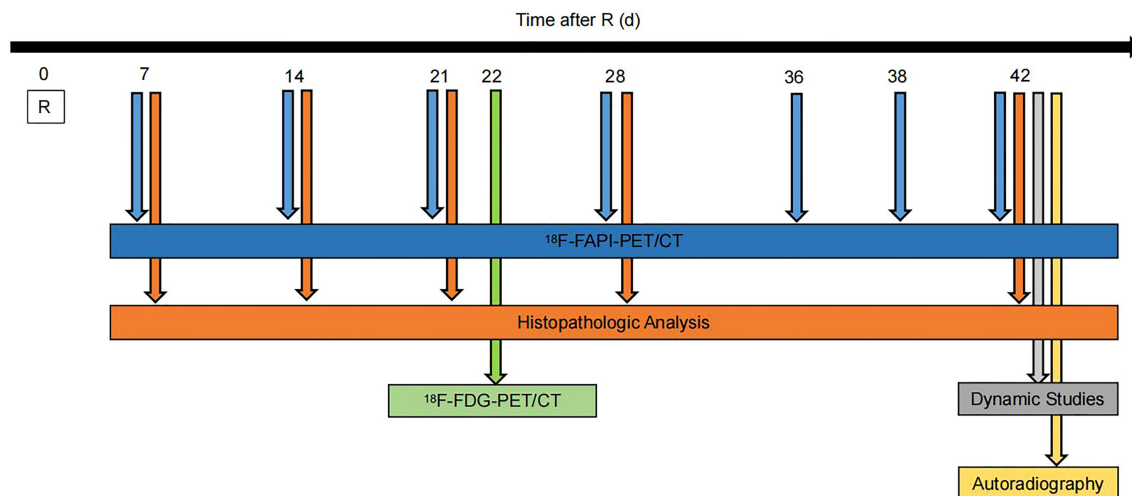 Time after R (d)
0 7 14 21 22 28 36 38 42
R
¹⁸F-FAPI-PET/CT
Histopathologic Analysis
¹⁸F-FDG-PET/CT
Dynamic Studies
Autoradiography